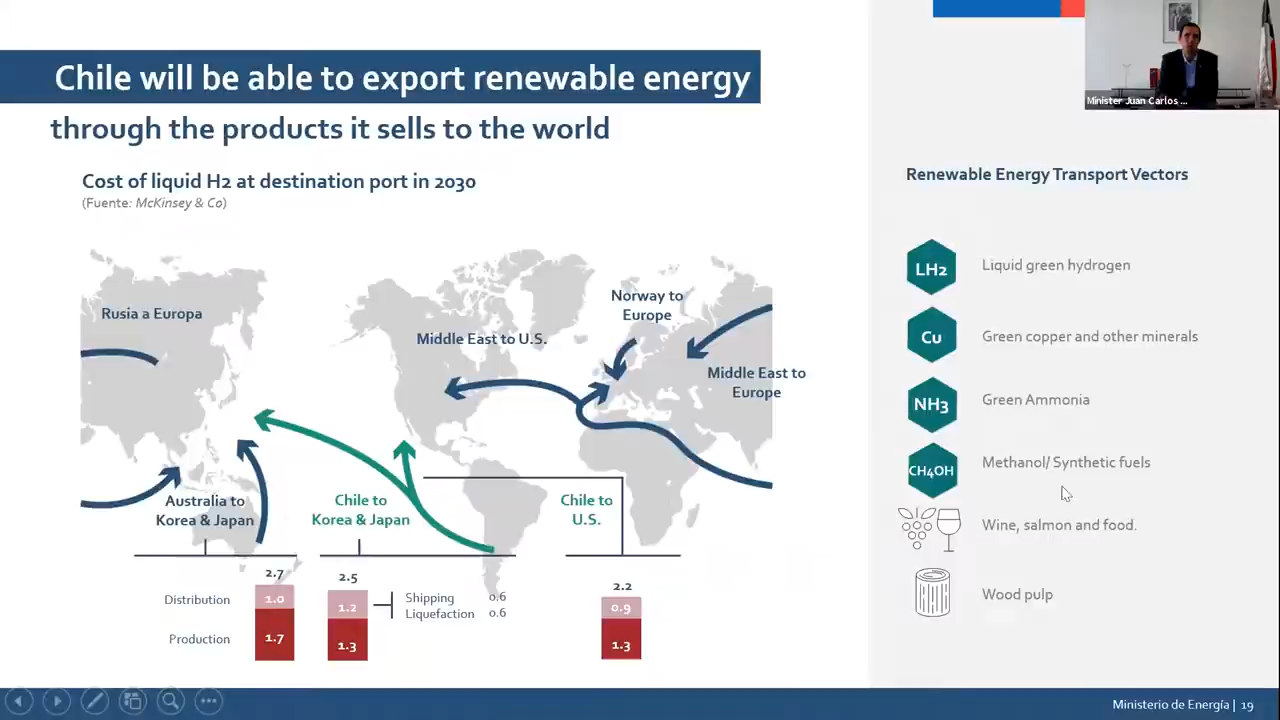 Chile will be able to export renewable energy
through the products it sells to the world
Cost of liquid H2 at destination port in 2030
(Fuente: McKinsey & Co)
Rusia a Europa
Middle East to U.S.
Norway to
Europe
Middle East to
Europe
Australia to
Korea & Japan
Chile to
Korea & Japan
Chile to
U.S.
2.7
2.5
2.2
Distribution
1.0
1.2
Shipping 0.6
Liquefaction 0.6
0.9
Production
1.7
1.3
1.3
Minister Juan Carlos ...
Renewable Energy Transport Vectors
LH2 Liquid green hydrogen
Cu Green copper and other minerals
NH3 Green Ammonia
CH4OH Methanol/ Synthetic fuels
Wine, salmon and food.
Wood pulp
Ministerio de Energía | 19